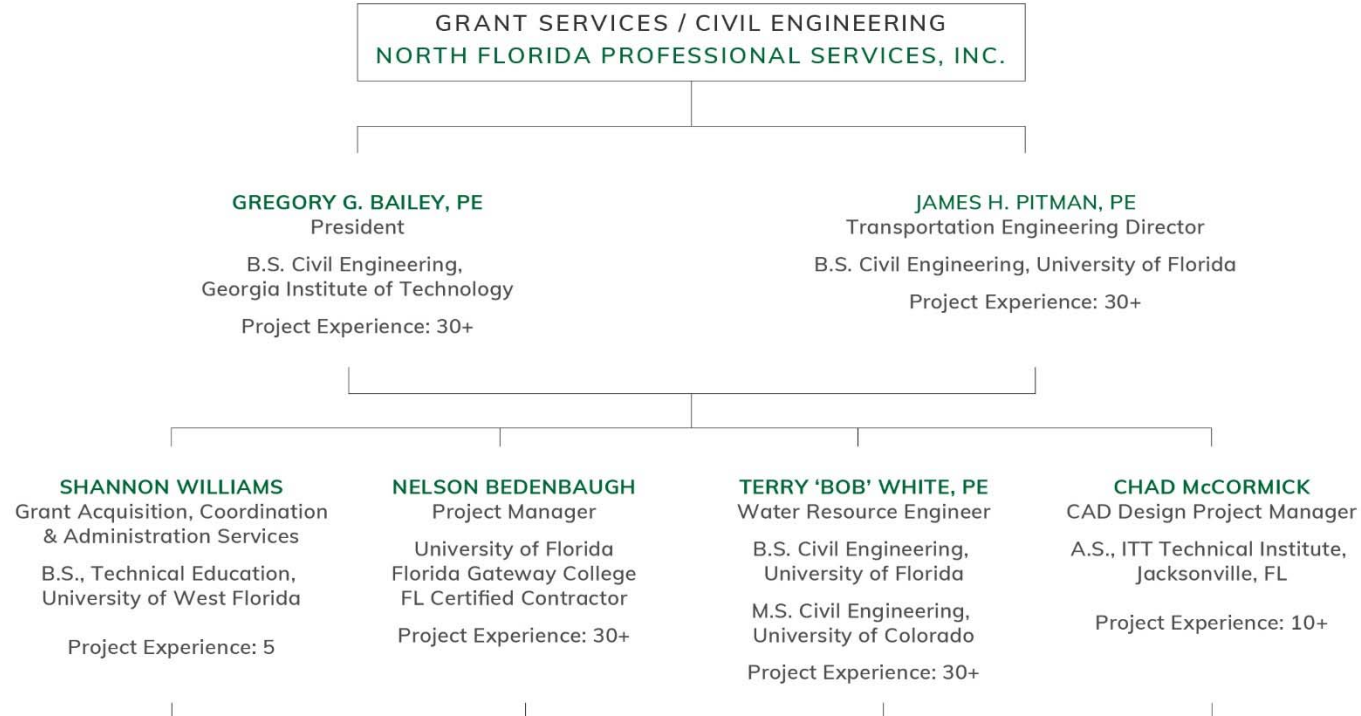 GRANT SERVICES / CIVIL ENGINEERING
NORTH FLORIDA PROFESSIONAL SERVICES, INC.
GREGORY G. BAILEY, PE
President
B.S. Civil Engineering,
Georgia Institute of Technology
Project Experience: 30+
JAMES H. PITMAN, PE
Transportation Engineering Director
B.S. Civil Engineering, University of Florida
Project Experience: 30+
SHANNON WILLIAMS
Grant Acquisition, Coordination
& Administration Services
B.S., Technical Education,
University of West Florida
Project Experience: 5
NELSON BEDENBAUGH
Project Manager
University of Florida
Florida Gateway College
FL Certified Contractor
Project Experience: 30+
TERRY ‘BOB’ WHITE, PE
Water Resource Engineer
B.S. Civil Engineering,
University of Florida
M.S. Civil Engineering,
University of Colorado
Project Experience: 30+
CHAD McCORMICK
CAD Design Project Manager
A.S., ITT Technical Institute,
Jacksonville, FL
Project Experience: 10+